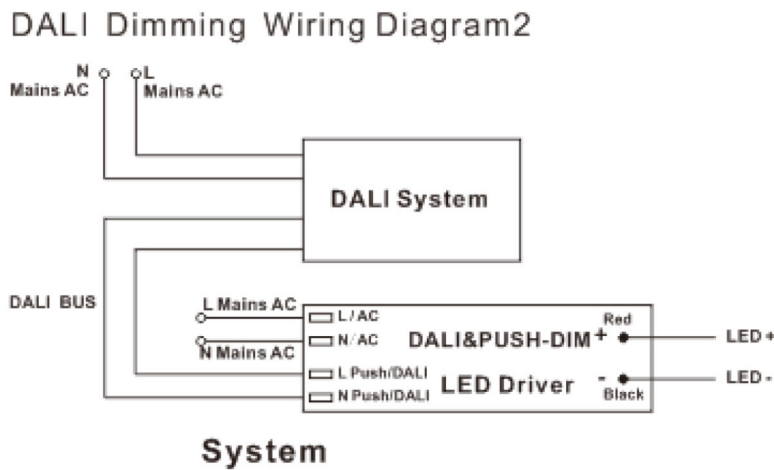 DALI Dimming Wiring Diagram2
N
Mains AC
L
Mains AC
DALI System
DALI BUS
L Mains AC
N Mains AC
L/AC
N/AC
L Push/DALI
N Push/DALI
DALI&PUSH-DIM
LED Driver
Red
+
-
Black
LED +
LED -
System